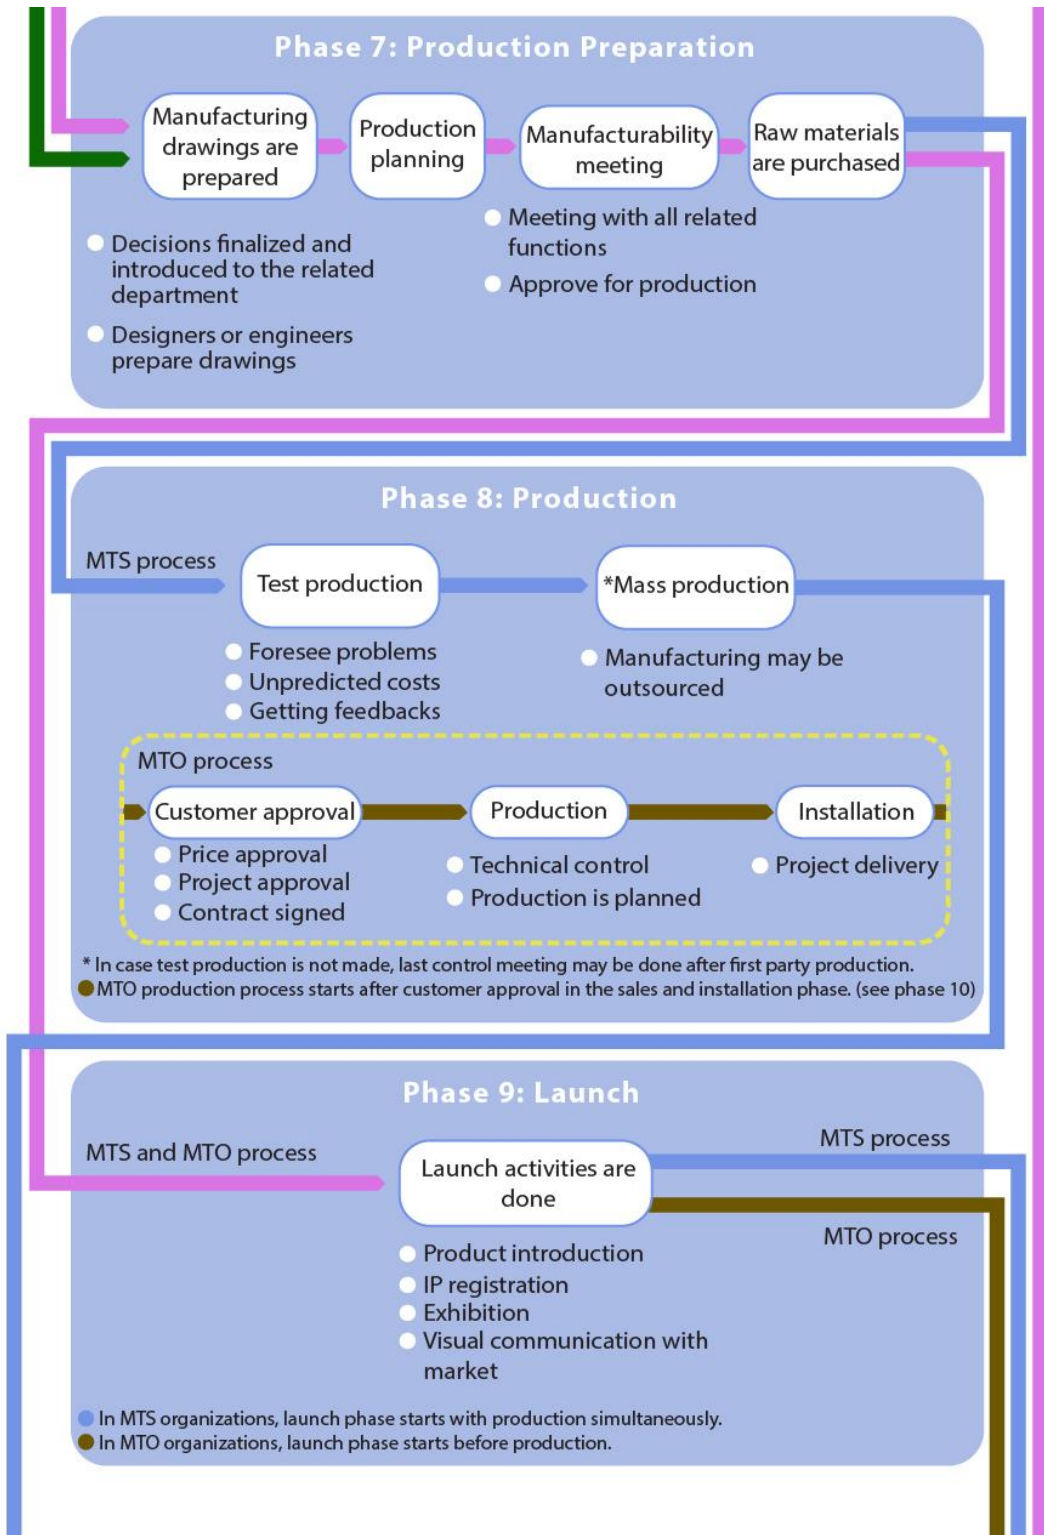 Phase 7: Production Preparation
Manufacturing
drawings are
prepared
Production
planning
Manufacturability
meeting
Raw materials
are purchased
Decisions finalized and
introduced to the related
department
Designers or engineers
prepare drawings
Meeting with all related
functions
Approve for production
Phase 8: Production
MTS process
Test production
*Mass production
Foresee problems
Unpredicted costs
Getting feedbacks
Manufacturing may be
outsourced
MTO process
Customer approval
Production
Installation
Price approval
Project approval
Contract signed
Technical control
Production is planned
Project delivery
* In case test production is not made, last control meeting may be done after first party production.
MTO production process starts after customer approval in the sales and installation phase. (see phase 10)
Phase 9: Launch
MTS and MTO process
Launch activities are
done
MTS process
MTO process
Product introduction
IP registration
Exhibition
Visual communication with
market
In MTS organizations, launch phase starts with production simultaneously.
In MTO organizations, launch phase starts before production.